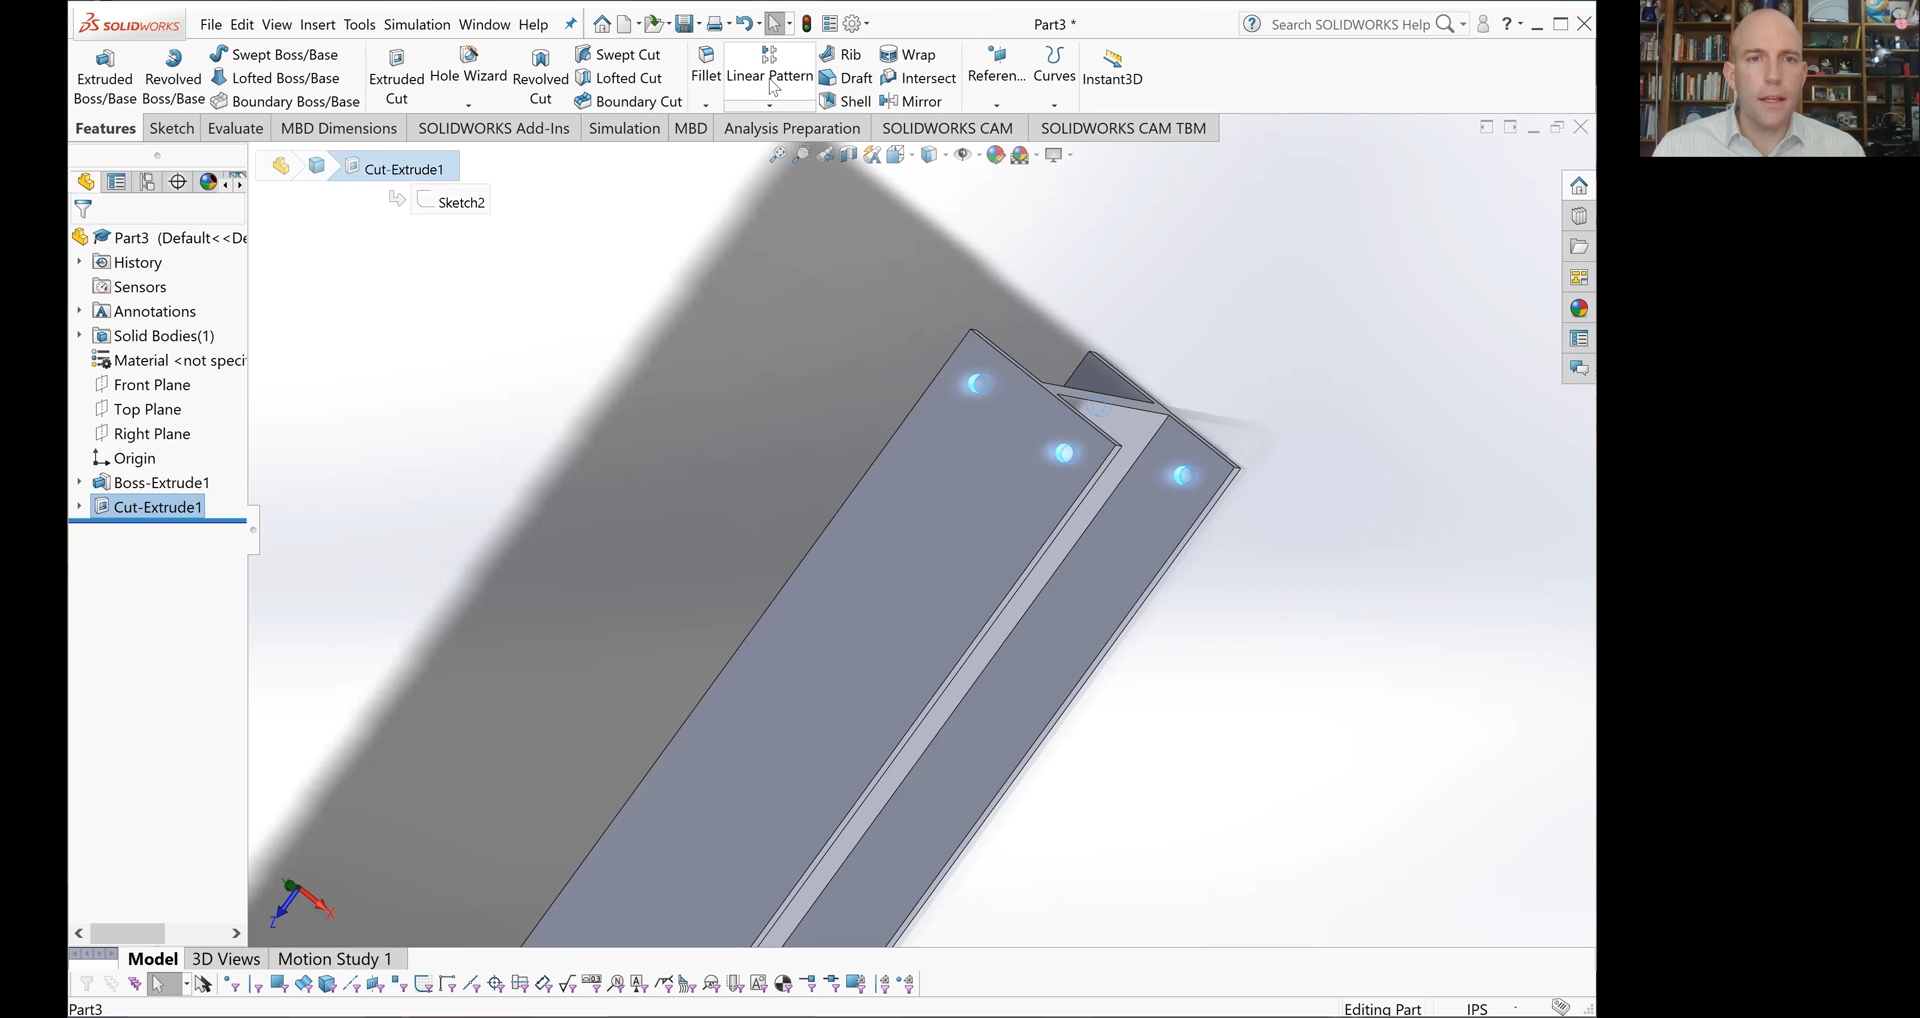 SOLIDWORKS File Edit View Insert Tools Simulation Window Help Part3 * Search SOLIDWORKS Help
Extruded Boss/Base
Revolved Boss/Base
Swept Boss/Base
Lofted Boss/Base
Boundary Boss/Base
Extruded Cut
Hole Wizard
Revolved Cut
Swept Cut
Lofted Cut
Boundary Cut
Fillet
Linear Pattern
Rib
Draft
Shell
Wrap
Intersect
Mirror
Referen...
Curves
Instant3D
Features Sketch Evaluate MBD Dimensions SOLIDWORKS Add-Ins Simulation MBD Analysis Preparation SOLIDWORKS CAM SOLIDWORKS CAM TBM
Cut-Extrude1
Sketch2
Part3 (Default<<De
History
Sensors
Annotations
Solid Bodies(1)
Material <not speci
Front Plane
Top Plane
Right Plane
Origin
Boss-Extrude1
Cut-Extrude1
X
Z
Model 3D Views Motion Study 1
Part3 Editing Part IPS